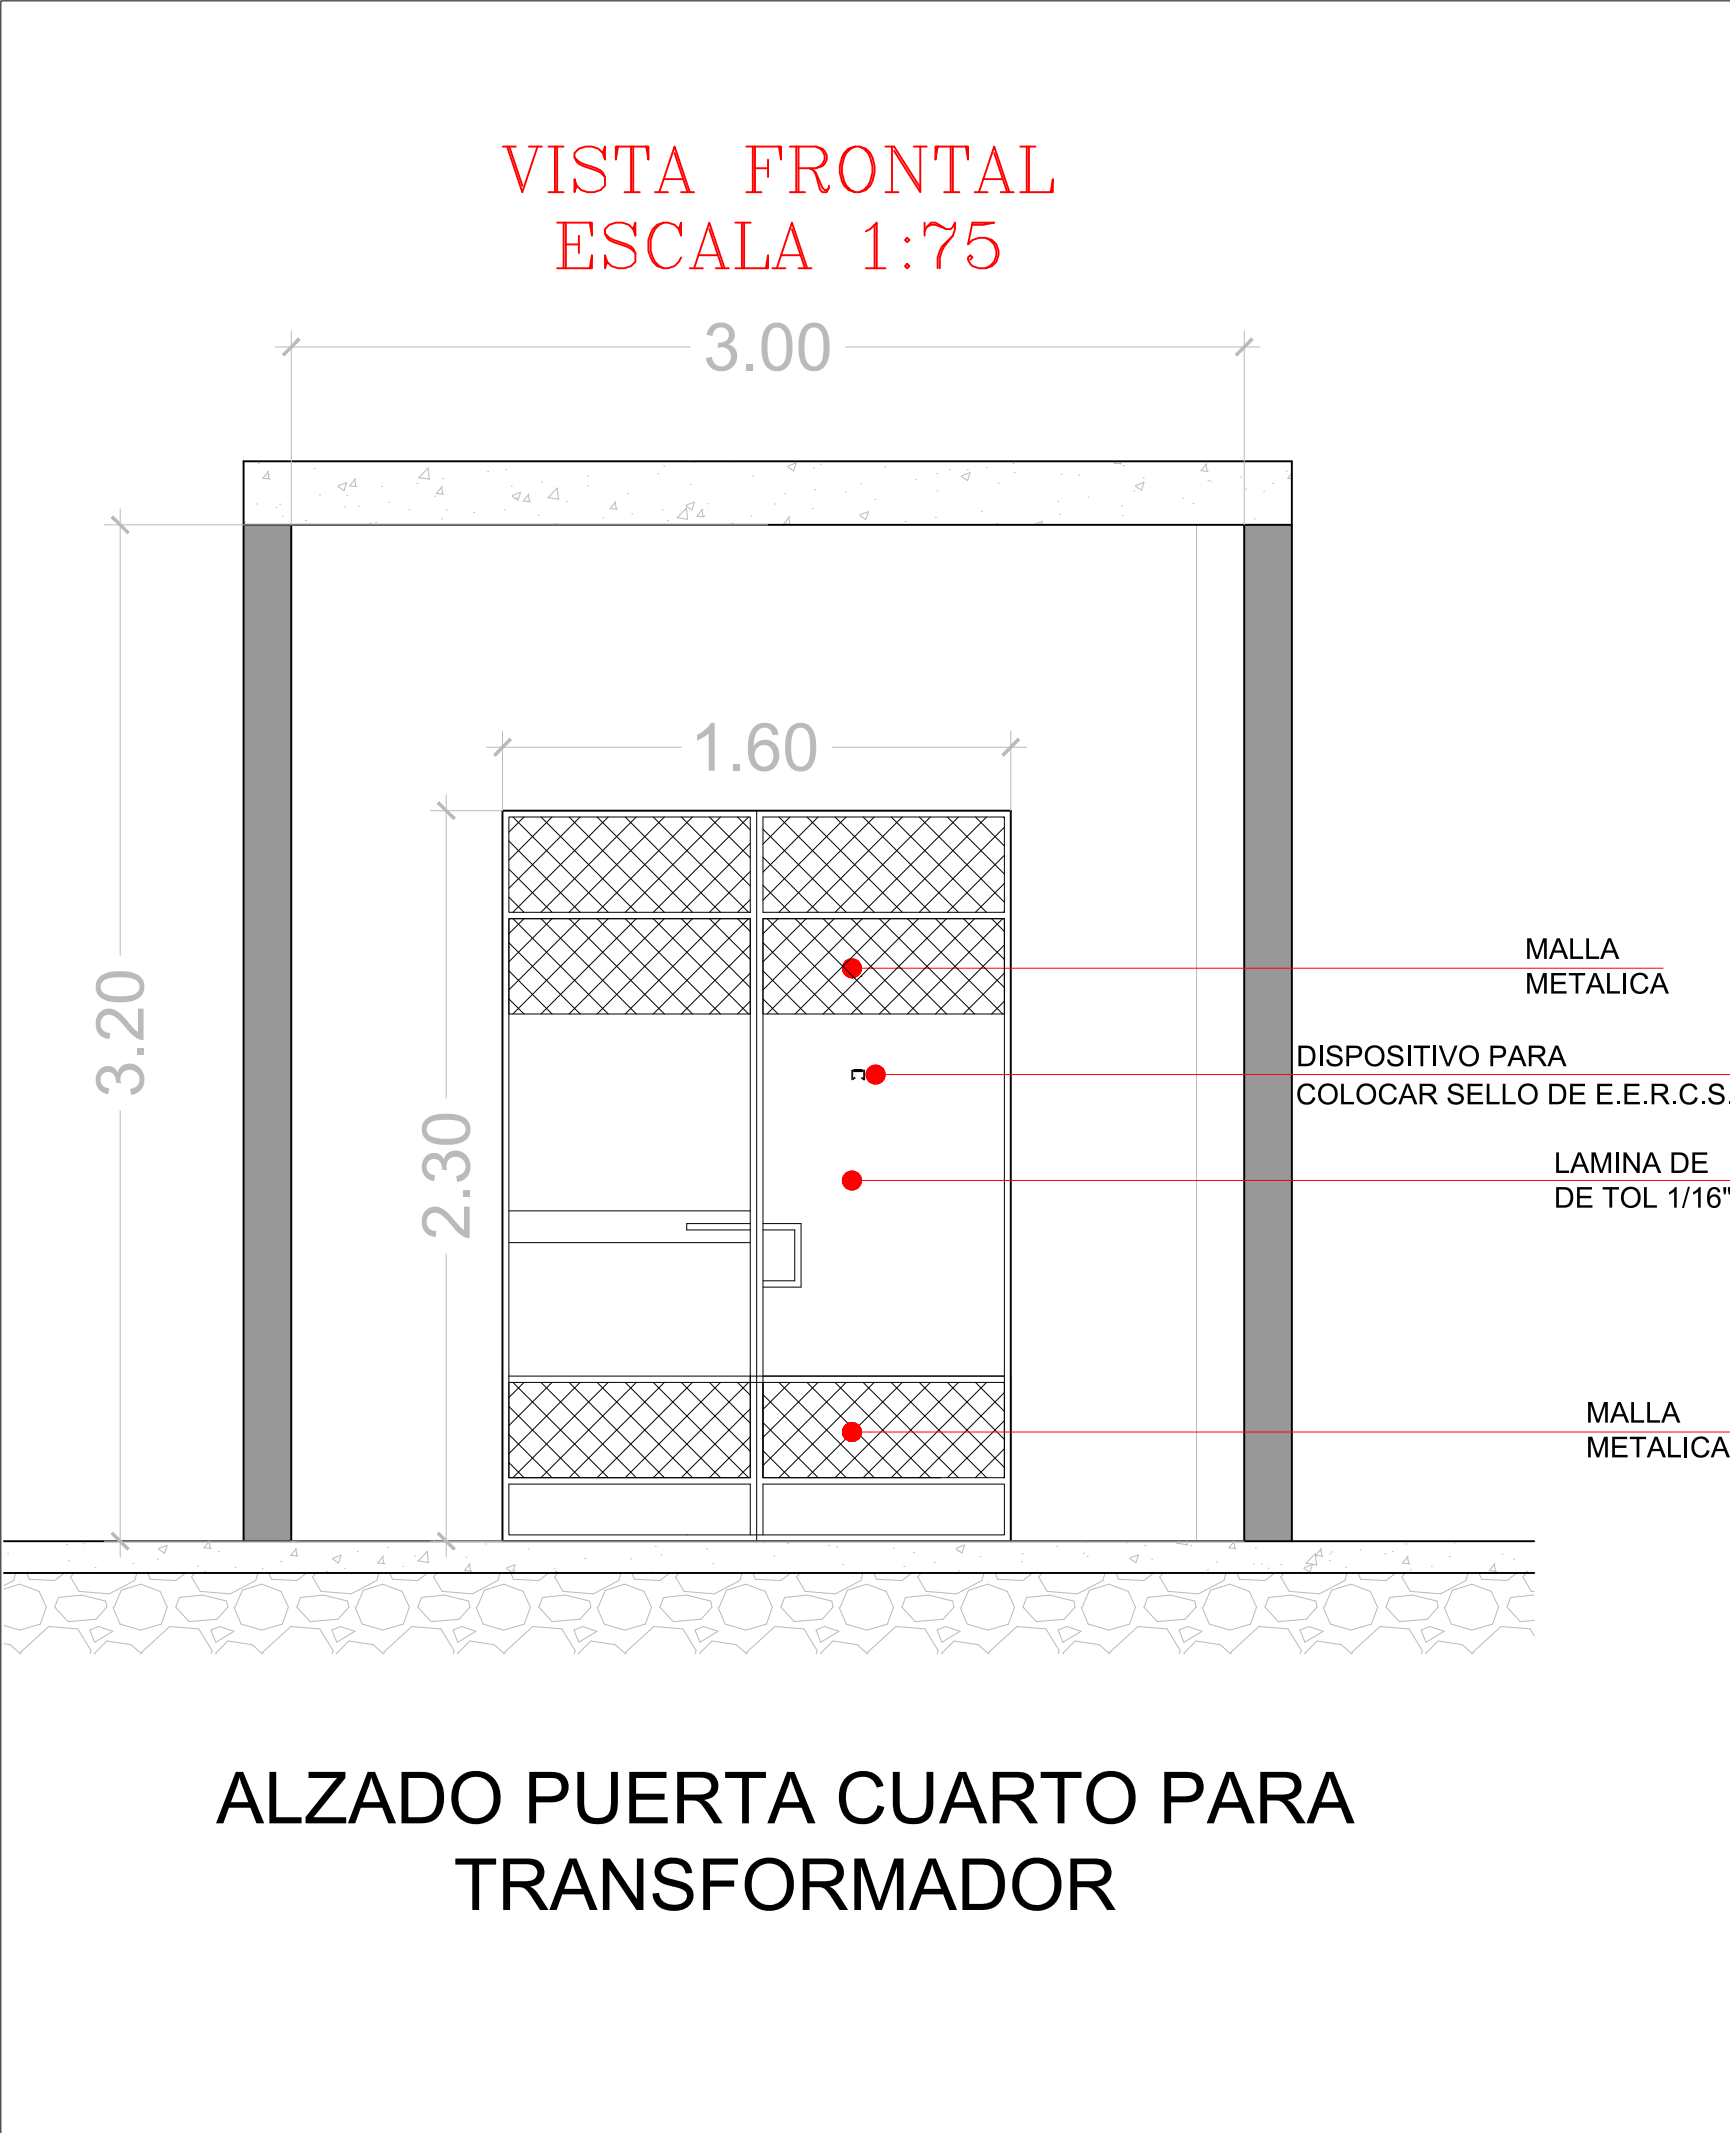 VISTA FRONTAL
ESCALA 1:75
3.00
1.60
3.20
2.30
MALLA
METALICA
DISPOSITIVO PARA
COLOCAR SELLO DE E.E.R.C.S.
LAMINA DE
DE TOL 1/16"
MALLA
METALICA
ALZADO PUERTA CUARTO PARA
TRANSFORMADOR